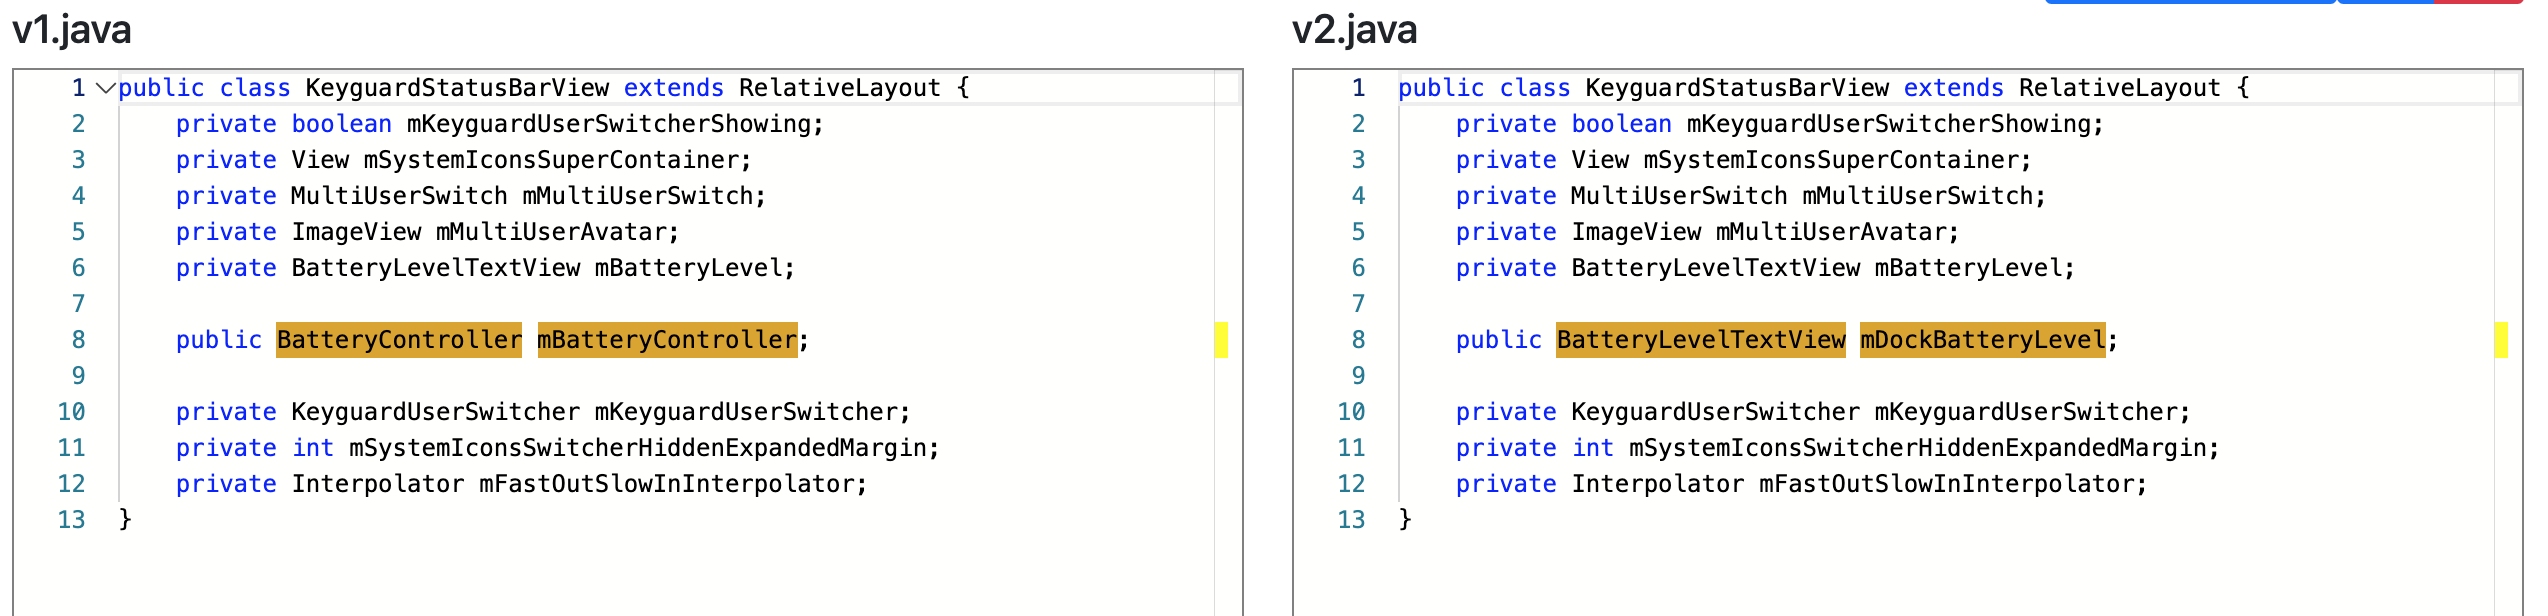 v1.java
1 public class KeyguardStatusBarView extends RelativeLayout {
2 private boolean mKeyguardUserSwitcherShowing;
3 private View mSystemIconsSuperContainer;
4 private MultiUserSwitch mMultiUserSwitch;
5 private ImageView mMultiUserAvatar;
6 private BatteryLevelTextView mBatteryLevel;
7
8 public BatteryController mBatteryController;
9
10 private KeyguardUserSwitcher mKeyguardUserSwitcher;
11 private int mSystemIconsSwitcherHiddenExpandedMargin;
12 private Interpolator mFastOutSlowInInterpolator;
13 }
v2.java
1 public class KeyguardStatusBarView extends RelativeLayout {
2 private boolean mKeyguardUserSwitcherShowing;
3 private View mSystemIconsSuperContainer;
4 private MultiUserSwitch mMultiUserSwitch;
5 private ImageView mMultiUserAvatar;
6 private BatteryLevelTextView mBatteryLevel;
7
8 public BatteryLevelTextView mDockBatteryLevel;
9
10 private KeyguardUserSwitcher mKeyguardUserSwitcher;
11 private int mSystemIconsSwitcherHiddenExpandedMargin;
12 private Interpolator mFastOutSlowInInterpolator;
13 }